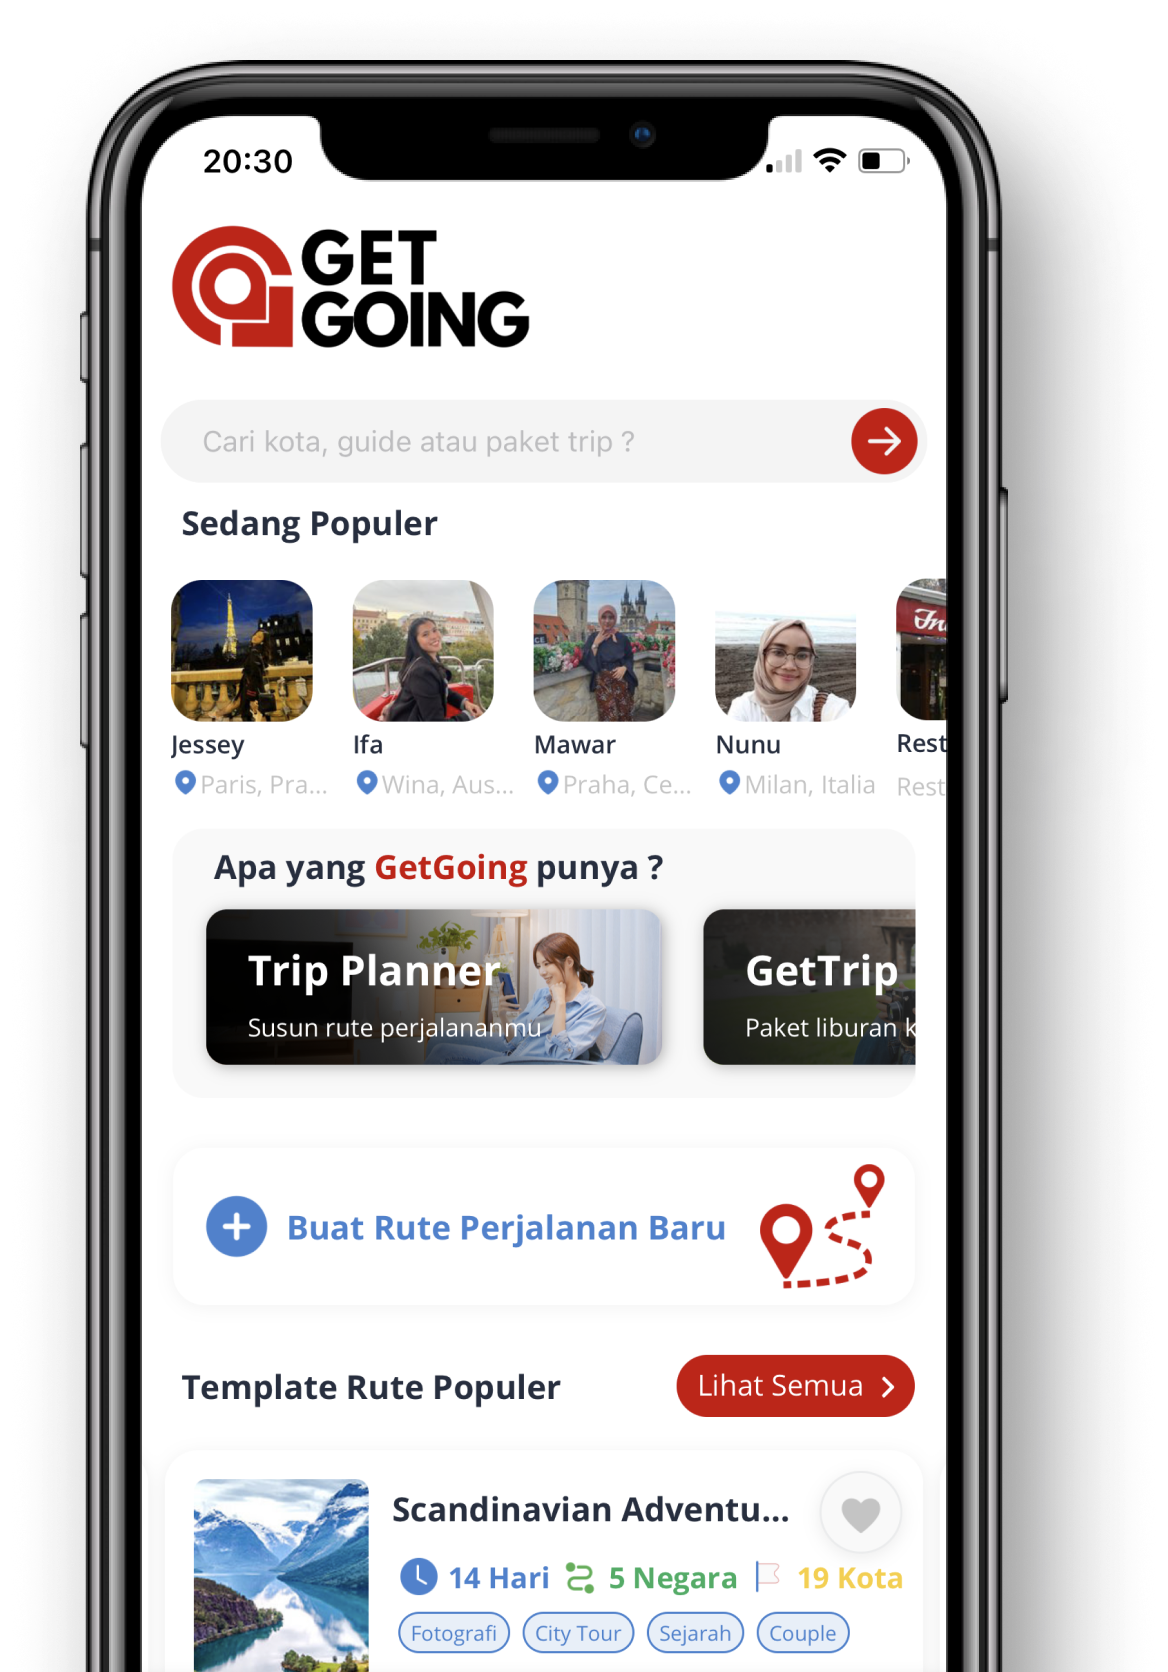 20:30
GET
GOING
Cari kota, guide atau paket trip ?
Sedang Populer
Jessey
Paris, Pra...
Ifa
Wina, Aus...
Mawar
Praha, Ce...
Nunu
Milan, Italia
Rest
Rest
Apa yang GetGoing punya ?
Trip Planner
Susun rute perjalananmu
GetTrip
Paket liburan k
Buat Rute Perjalanan Baru
Template Rute Populer
Lihat Semua
Scandinavian Adventu...
14 Hari 5 Negara 19 Kota
Fotografi City Tour Sejarah Couple